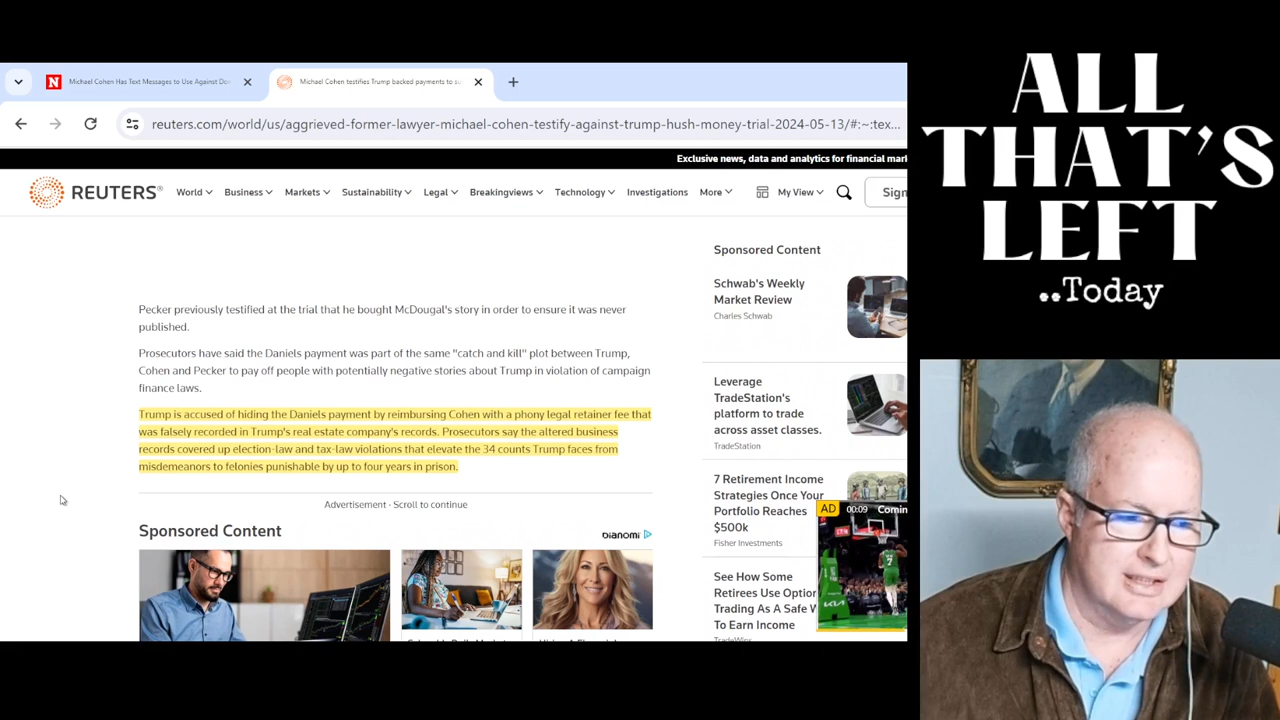 Michael Cohen Has Text Messages to Use Against Do
Michael Cohen testifies Trump backed payments to su
reuters.com/world/us/aggrieved-former-lawyer-michael-cohen-testify-against-trump-hush-money-trial-2024-05-13/#:~:tex...
Exclusive news, data and analytics for financial mar
REUTERS®
World Business Markets Sustainability Legal Breakingviews Technology Investigations More My View Sign
Pecker previously testified at the trial that he bought McDougal's story in order to ensure it was never
published.
Prosecutors have said the Daniels payment was part of the same "catch and kill" plot between Trump,
Cohen and Pecker to pay off people with potentially negative stories about Trump in violation of campaign
finance laws.
Trump is accused of hiding the Daniels payment by reimbursing Cohen with a phony legal retainer fee that
was falsely recorded in Trump's real estate company's records. Prosecutors say the altered business
records covered up election-law and tax-law violations that elevate the 34 counts Trump faces from
misdemeanors to felonies punishable by up to four years in prison.
Advertisement - Scroll to continue
Sponsored Content
bianomi
Sponsored Content
Schwab's Weekly
Market Review
Charles Schwab
Leverage
TradeStation's
platform to trade
across asset classes.
TradeStation
7 Retirement Income
Strategies Once Your
Portfolio Reaches
$500k
Fisher Investments
See How Some
Retirees Use Option
Trading As A Safe W
To Earn Income
TradeWins
AD 00:09 Comin
7
KIA
ALL
THAT'S
LEFT
..Today